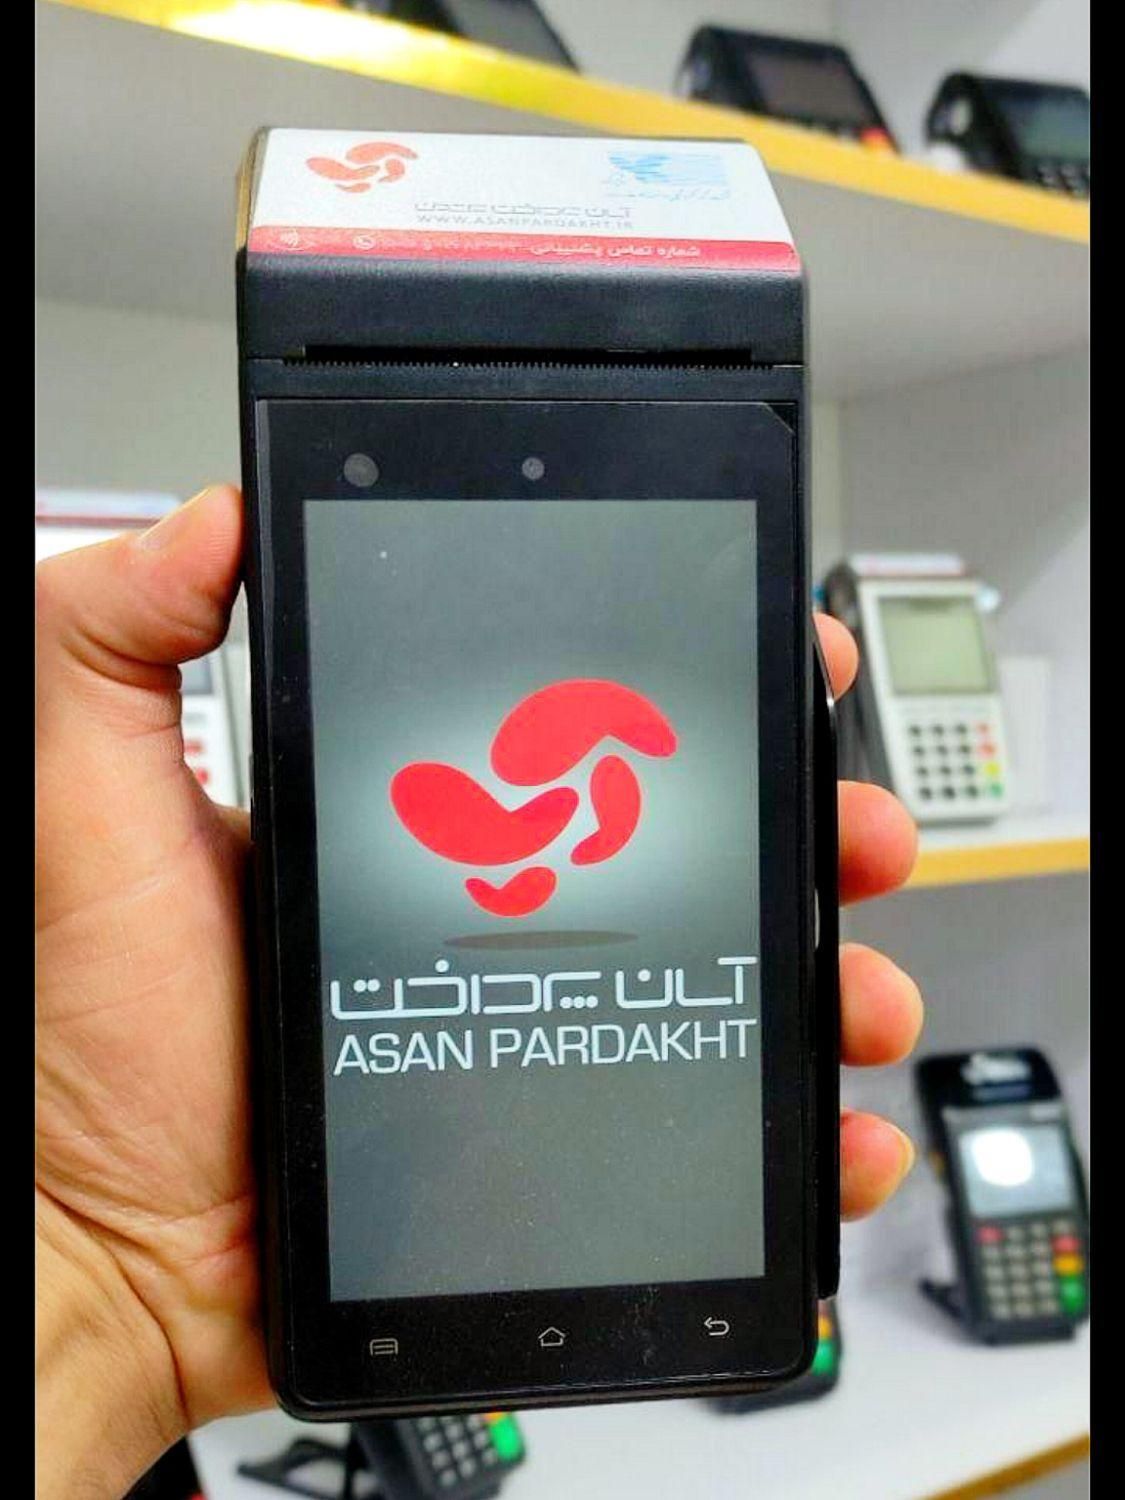 آسان پرداخت
WWW.ASANPARDAKHT.IR
شماره تماس پشتیبانی
آسان پرداخت
ASAN PARDAKHT